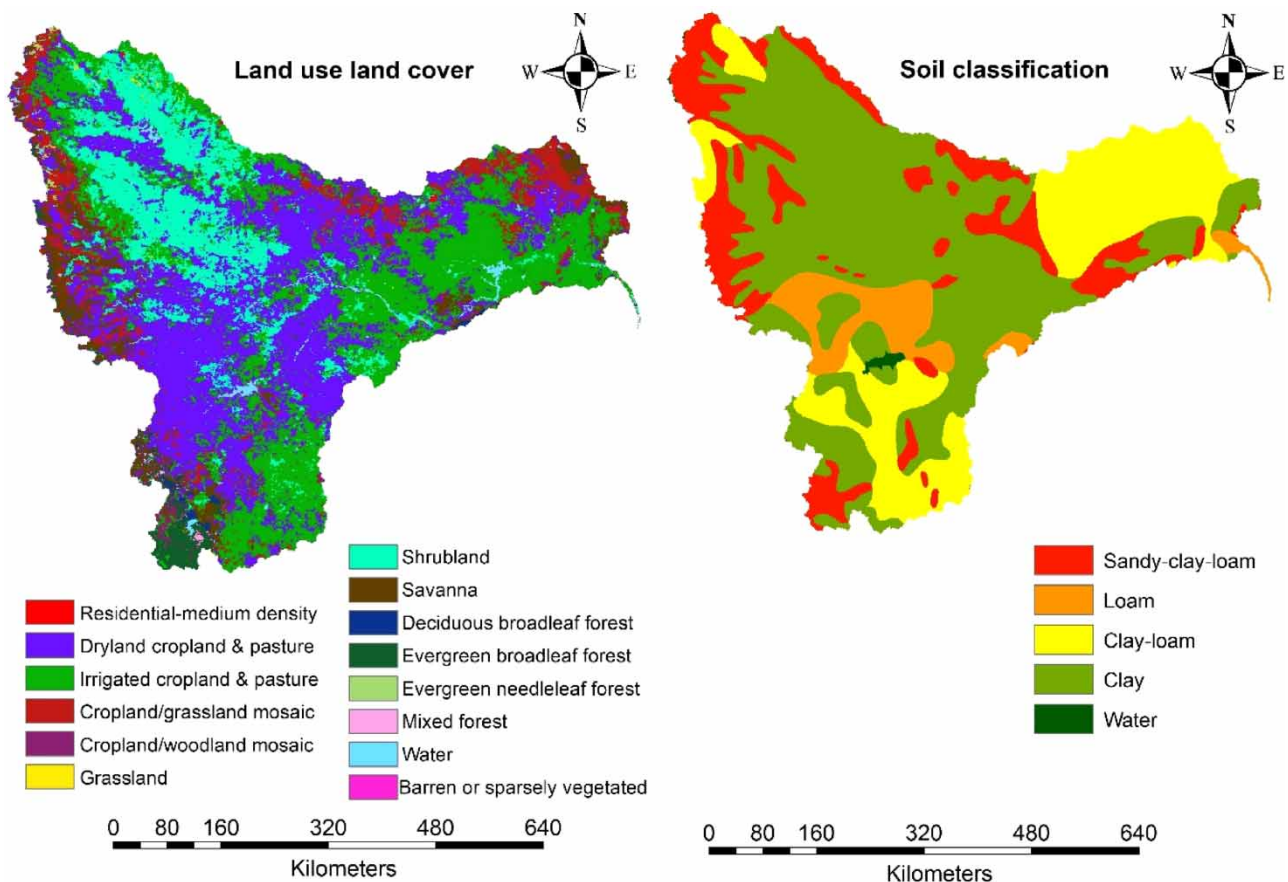 Land use land cover
N
W
E
S
Residential-medium density
Dryland cropland & pasture
Irrigated cropland & pasture
Cropland/grassland mosaic
Cropland/woodland mosaic
Grassland
Shrubland
Savanna
Deciduous broadleaf forest
Evergreen broadleaf forest
Evergreen needleleaf forest
Mixed forest
Water
Barren or sparsely vegetated
0 80 160 320 480 640
Kilometers
Soil classification
N
W
E
S
Sandy-clay-loam
Loam
Clay-loam
Clay
Water
0 80 160 320 480 640
Kilometers